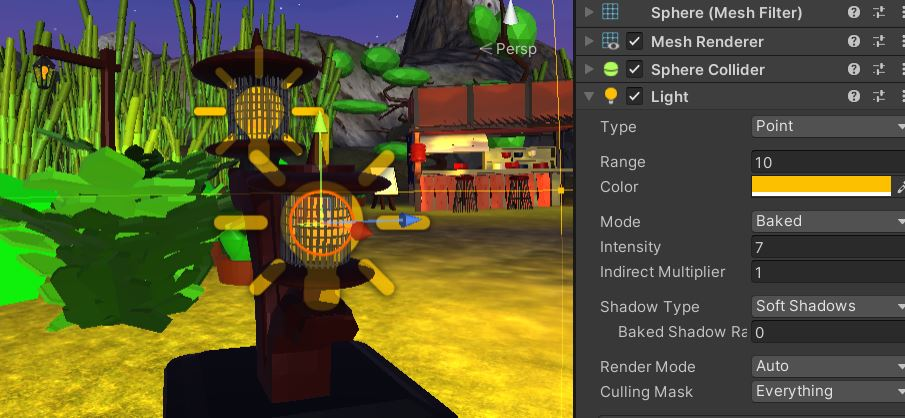 Persp
Sphere (Mesh Filter)
Mesh Renderer
Sphere Collider
Light
Type Point
Range 10
Color
Mode Baked
Intensity 7
Indirect Multiplier 1
Shadow Type Soft Shadows
Baked Shadow Ra 0
Render Mode Auto
Culling Mask Everything